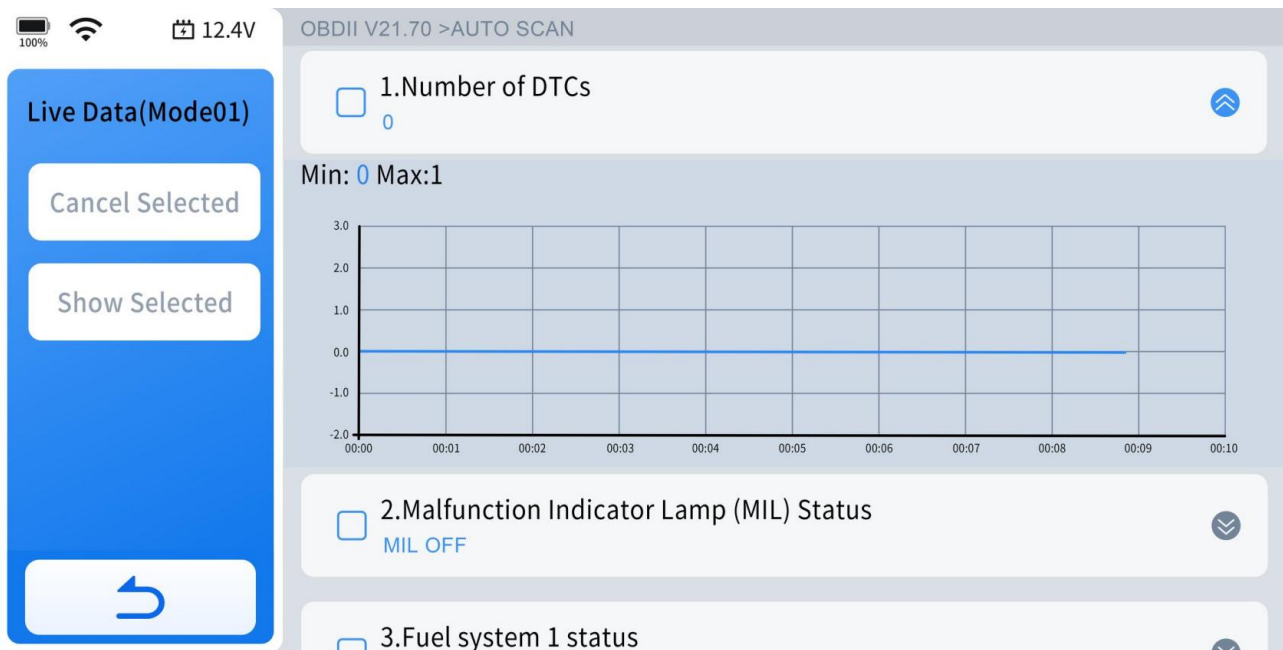 100%
12.4V
OBDII V21.70 >AUTO SCAN
Live Data(Mode01)
Cancel Selected
Show Selected
1.Number of DTCs
0
Min: 0 Max:1
3.0
2.0
1.0
0.0
-1.0
-2.0
00:00 00:01 00:02 00:03 00:04 00:05 00:06 00:07 00:08 00:09 00:10
2.Malfunction Indicator Lamp (MIL) Status
MIL OFF
3.Fuel system 1 status